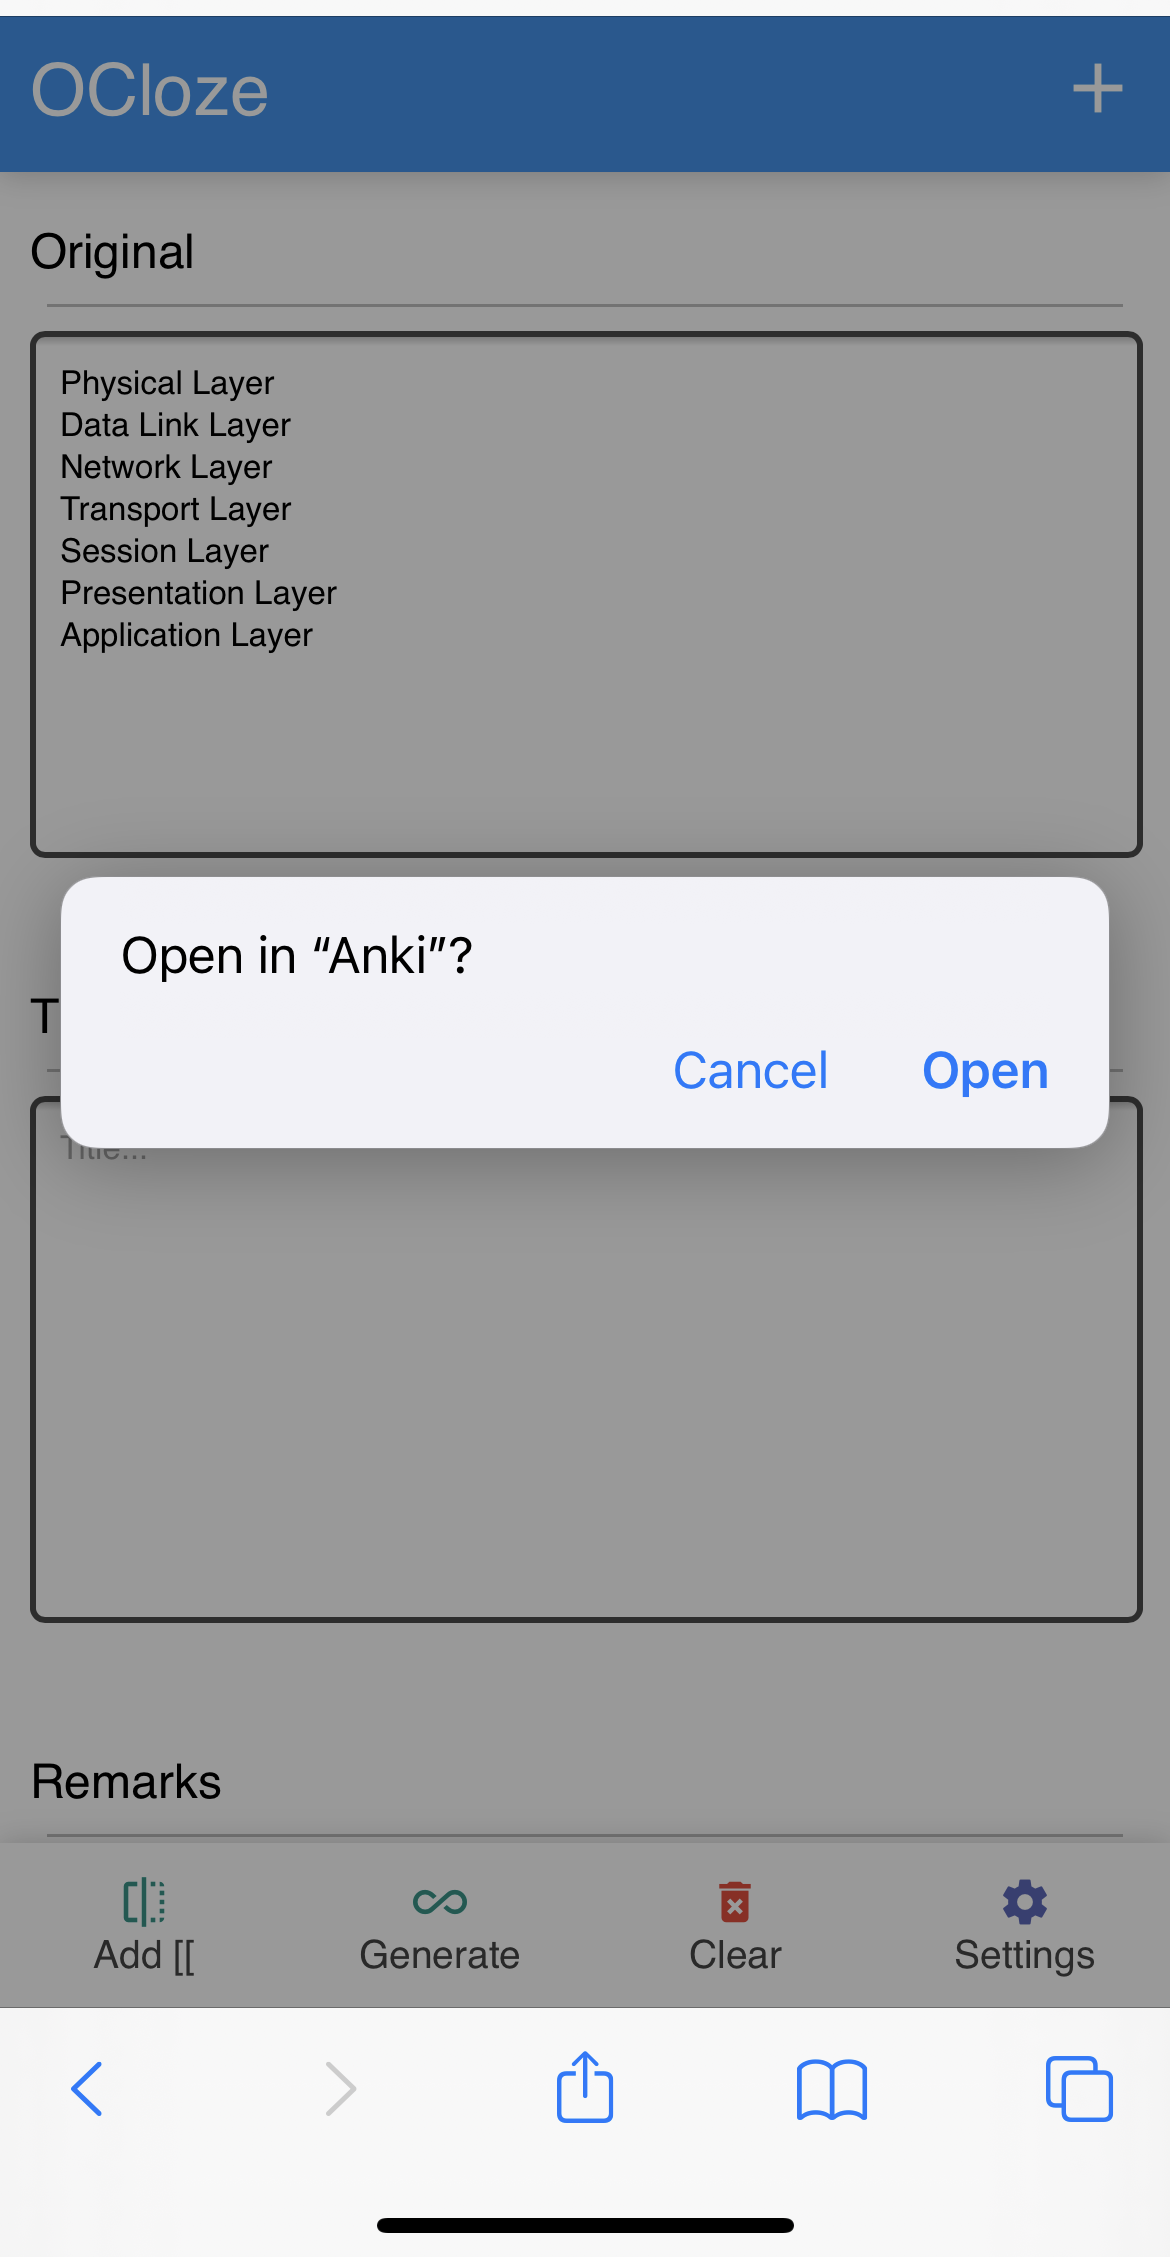 OCloze
Original
Physical Layer
Data Link Layer
Network Layer
Transport Layer
Session Layer
Presentation Layer
Application Layer
Open in “Anki”?
Cancel Open
Title...
Remarks
Add [[ Generate Clear Settings